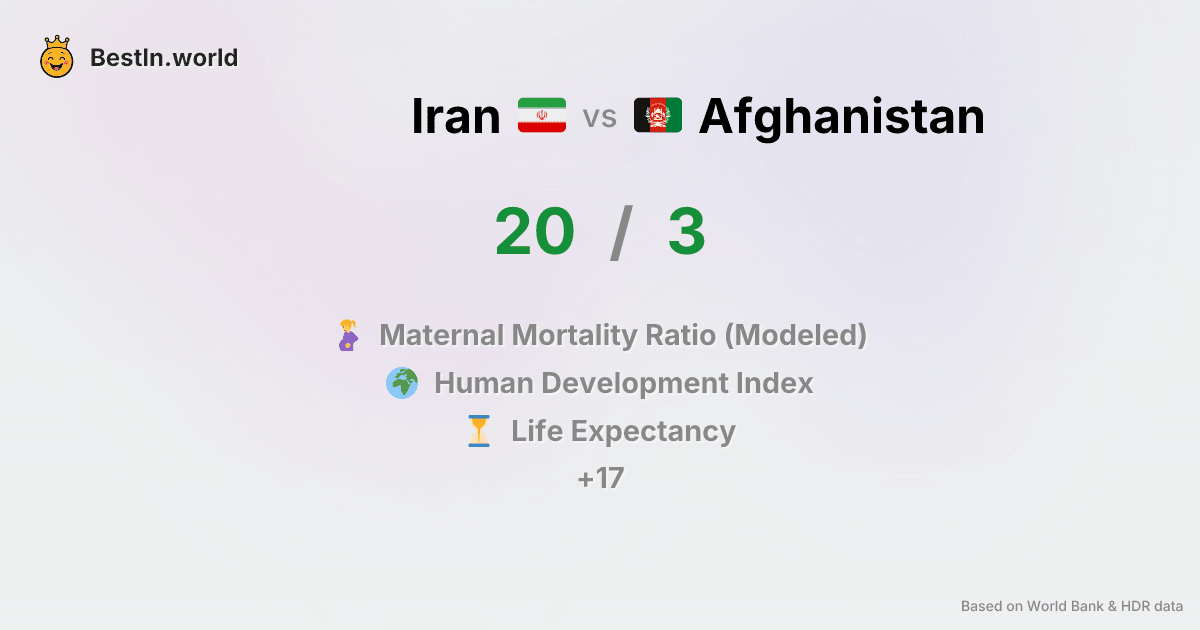 BestIn.world
Iran vs Afghanistan
20 / 3
Maternal Mortality Ratio (Modeled)
Human Development Index
Life Expectancy
+17
Based on World Bank & HDR data